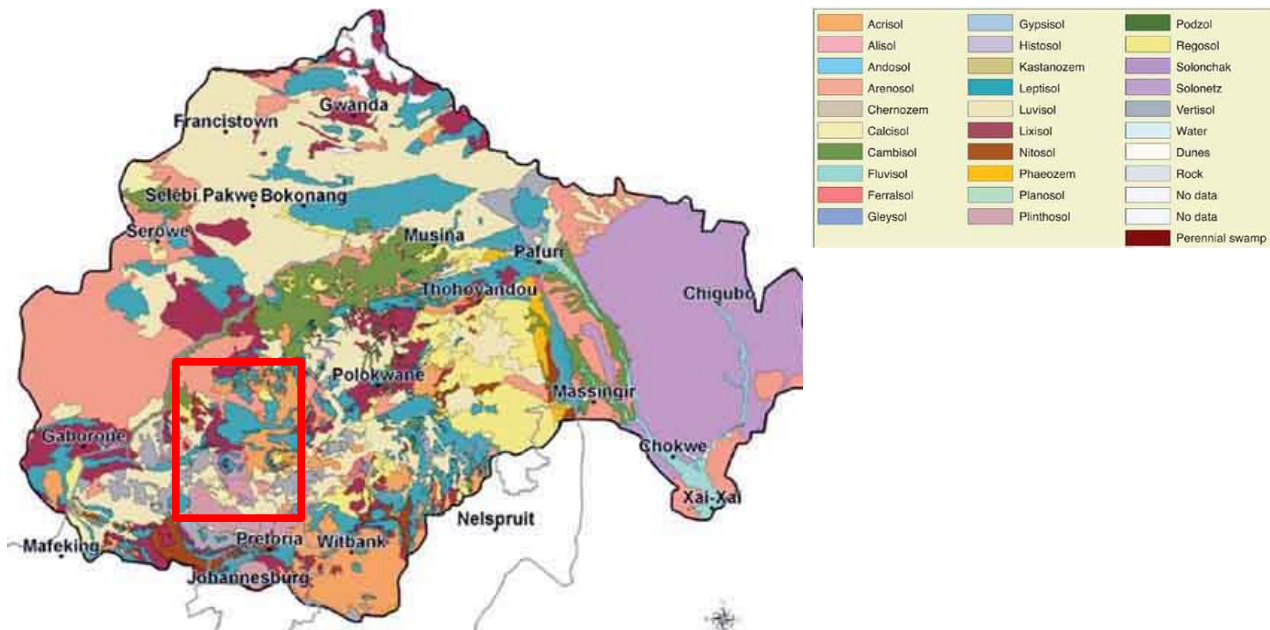 Gwanda
Francistown
Selebi Pakwe Bokonang
Serowe
Musina
Pafuri
Thohoyandou
Chigubo
Polokwane
Massingir
Gaborone
Chokwe
Xai-Xai
Nelspruit
Mafeking
Pretoria Witbank
Johannesburg
Acrisol
Alisol
Andosol
Arenosol
Chernozem
Calcisol
Cambisol
Fluvisol
Ferralsol
Gleysol
Gypsisol
Histosol
Kastanozem
Leptisol
Luvisol
Lixisol
Nitosol
Phaeozem
Planosol
Plinthosol
Podzol
Regosol
Solonchak
Solonetz
Vertisol
Water
Dunes
Rock
No data
No data
Perennial swamp